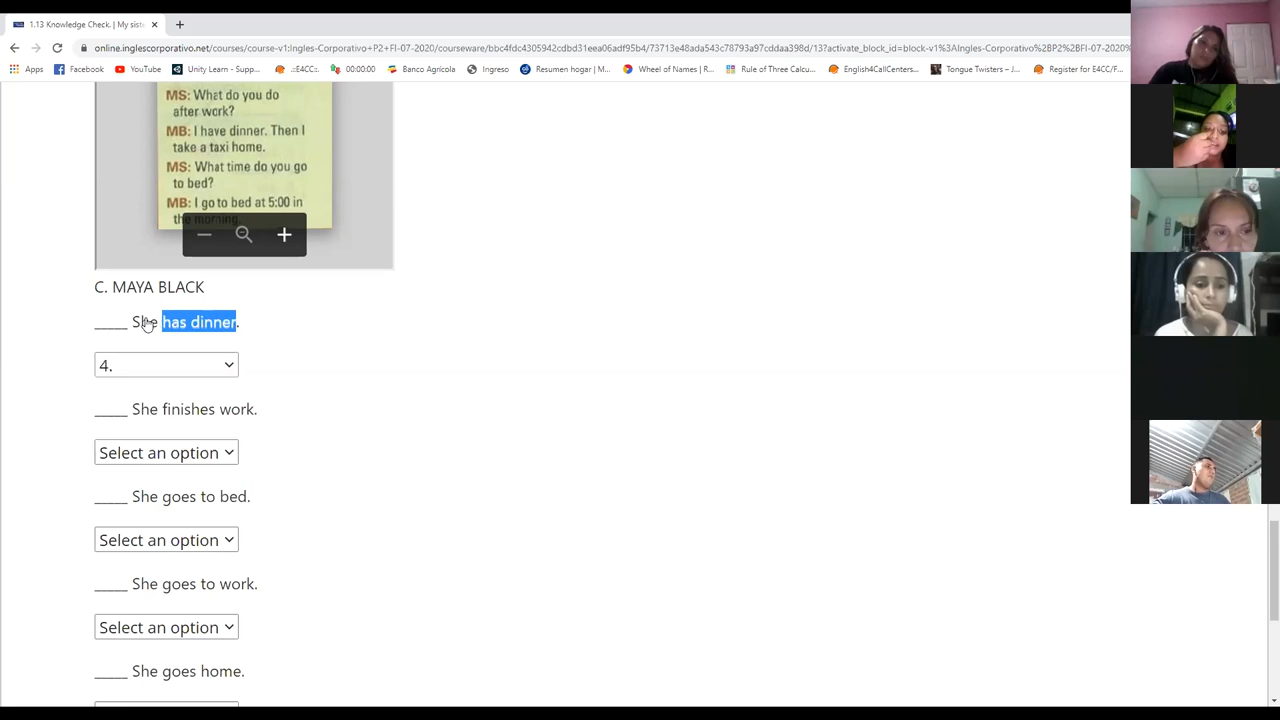 1.13 Knowledge Check. | My sist
online.inglescorporativo.net/courses/course-v1:Ingles-Corporativo+P2+FI-07-2020/courseware/bbc4fdc4305942cdbd31eea06adf95b4/73713e48ada543c78793a97cddaa398d/13?activate_block_id=block-v1%3AIngles-Corporativo%2BP2%2BFI-07-2020%
Apps Facebook YouTube Unity Learn - Supp... .::E4CC:. 00:00:00 Banco Agrícola Ingreso Resumen hogar | M... Wheel of Names | R... Rule of Three Calcu... English4CallCenters... Tongue Twisters – J... Register for E4CC/F...
MS: What do you do
after work?
MB: I have dinner. Then I
take a taxi home.
MS: What time do you go
to bed?
MB: I go to bed at 5:00 in
the morning.
C. MAYA BLACK
_____ She has dinner.
4.
_____ She finishes work.
Select an option
_____ She goes to bed.
Select an option
_____ She goes to work.
Select an option
_____ She goes home.